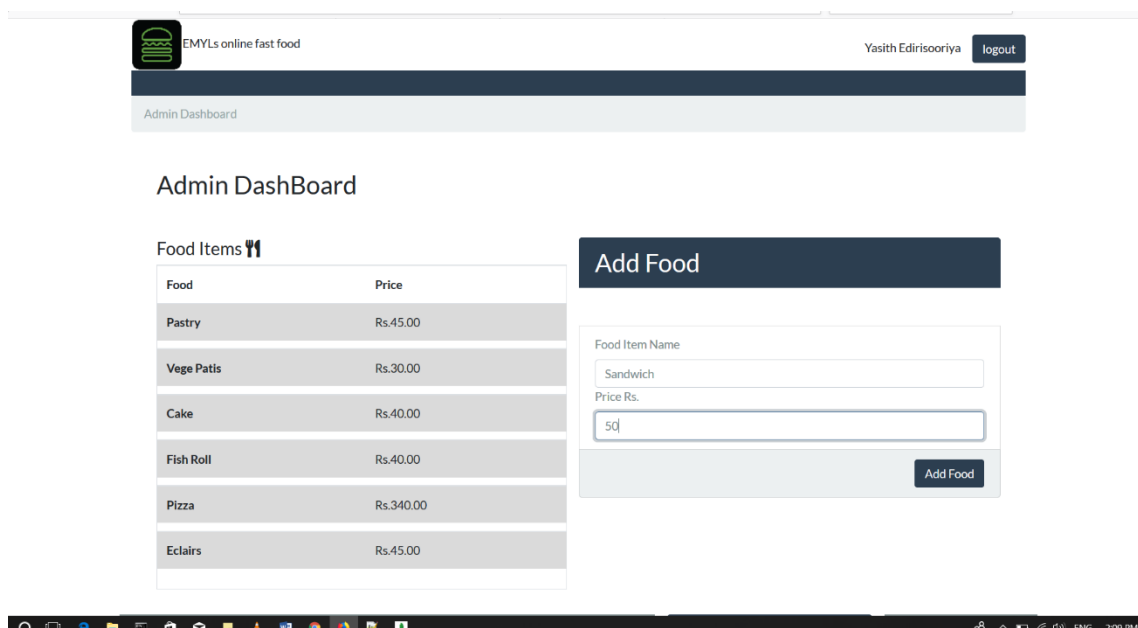 EMYLs online fast food
Yasith Edirisooriya
logout
Admin Dashboard
Admin DashBoard
Food Items
Food Price
Pastry Rs.45.00
Vege Patis Rs.30.00
Cake Rs.40.00
Fish Roll Rs.40.00
Pizza Rs.340.00
Eclairs Rs.45.00
Add Food
Food Item Name
Sandwich
Price Rs.
50
Add Food
ENG